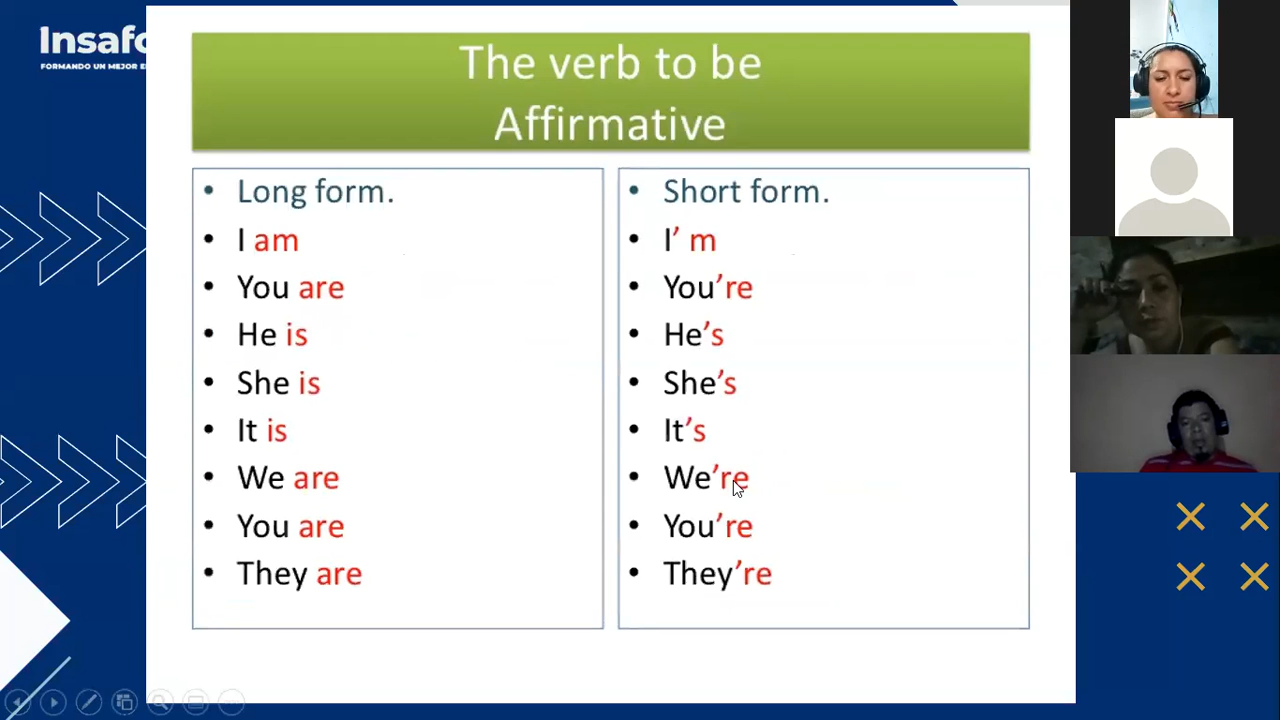 Insafo
FORMANDO UN MEJOR E
The verb to be
Affirmative
• Long form.
• I am
• You are
• He is
• She is
• It is
• We are
• You are
• They are
• Short form.
• I’ m
• You’re
• He’s
• She’s
• It’s
• We’re
• You’re
• They’re